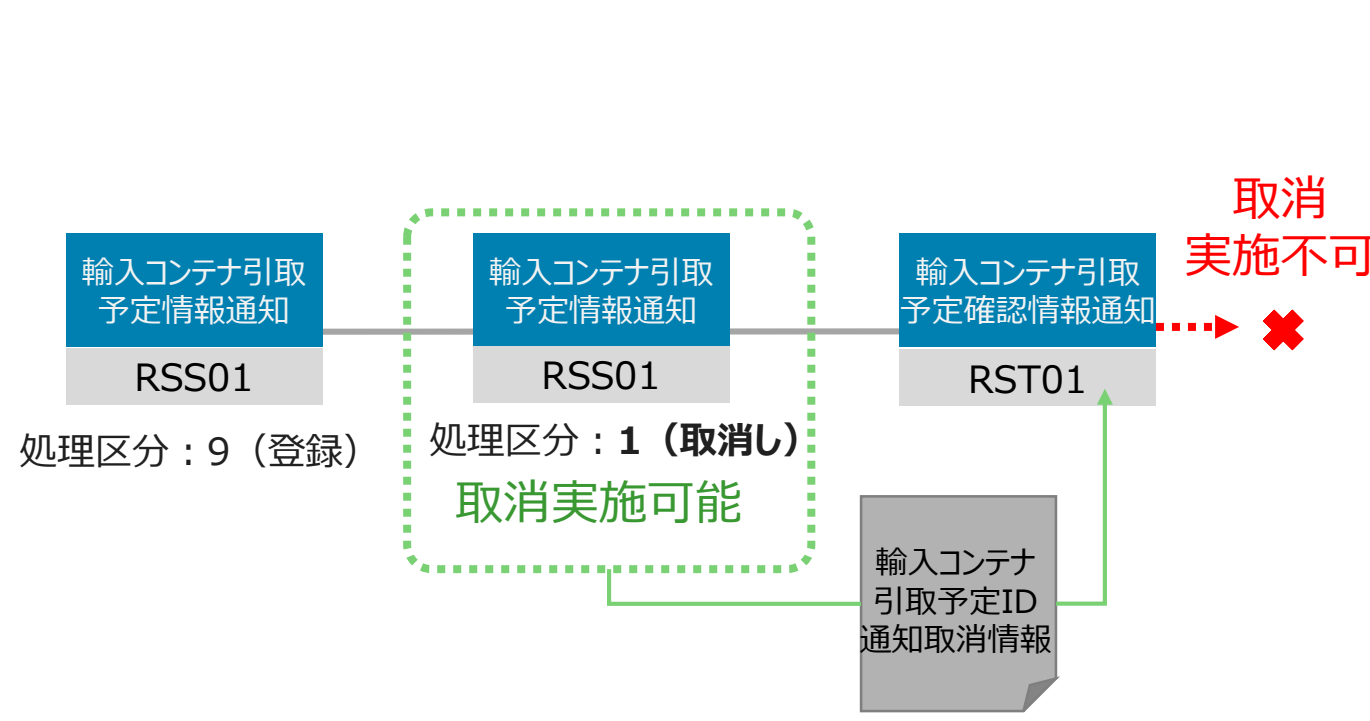 取消
実施不可
輸入コンテナ引取
予定情報通知
RSS01
処理区分：9（登録）
輸入コンテナ引取
予定情報通知
RSS01
処理区分：1（取消し）
取消実施可能
輸入コンテナ引取
予定確認情報通知
RST01
輸入コンテナ
引取予定ID
通知取消情報